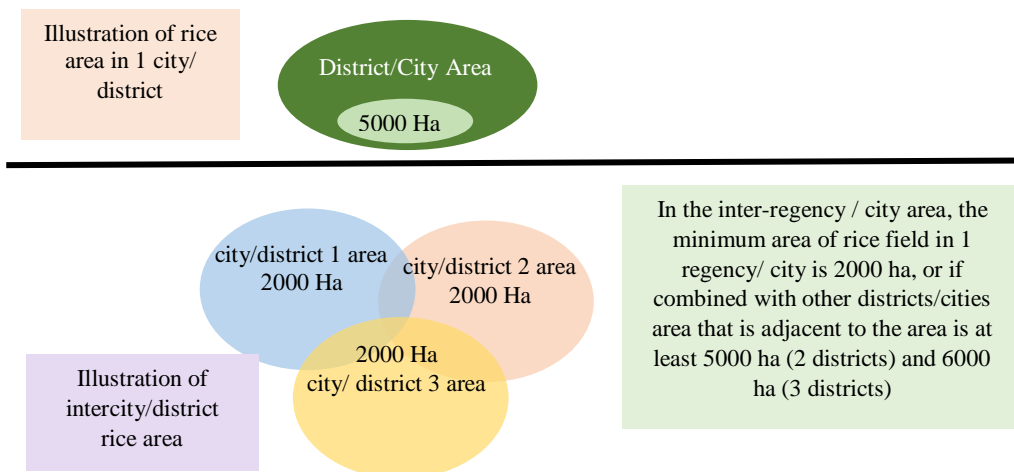 Illustration of rice
area in 1 city/
district
District/City Area
5000 Ha
city/district 1 area
2000 Ha
city/district 2 area
2000 Ha
2000 Ha
city/ district 3 area
Illustration of
intercity/district
rice area
In the inter-regency / city area, the
minimum area of rice field in 1
regency/ city is 2000 ha, or if
combined with other districts/cities
area that is adjacent to the area is at
least 5000 ha (2 districts) and 6000
ha (3 districts)